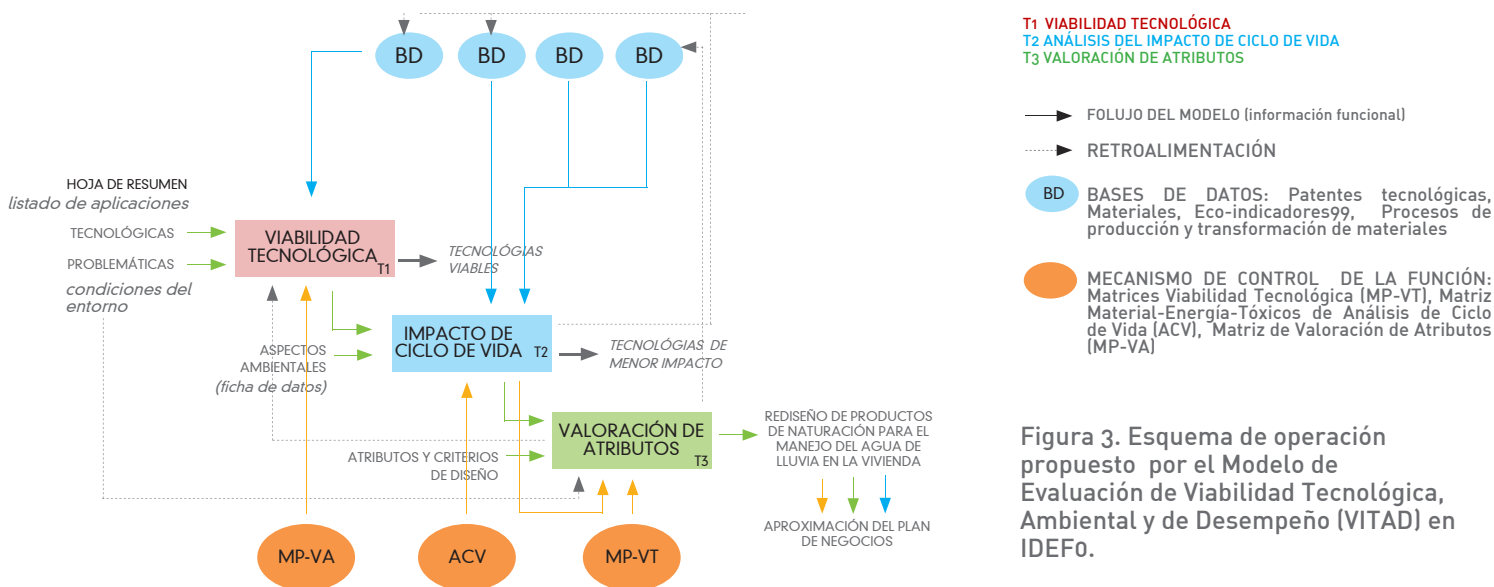 BD
BD
BD
BD
HOJA DE RESUMEN
listado de aplicaciones
TECNOLÓGICAS
PROBLEMÁTICAS
condiciones del
entorno
VIABILIDAD
TECNOLÓGICA
T1
TECNOLÓGIAS
VIABLES
ASPECTOS
AMBIENTALES
(ficha de datos)
IMPACTO DE
CICLO DE VIDA T2
TECNOLÓGIAS DE
MENOR IMPACTO
ATRIBUTOS Y CRITERIOS
DE DISEÑO
VALORACIÓN DE
ATRIBUTOS
T3
REDISEÑO DE PRODUCTOS
DE NATURACIÓN PARA EL
MANEJO DEL AGUA DE
LLUVIA EN LA VIVIENDA
APROXIMACIÓN DEL PLAN
DE NEGOCIOS
MP-VA
ACV
MP-VT
T1 VIABILIDAD TECNOLÓGICA
T2 ANÁLISIS DEL IMPACTO DE CICLO DE VIDA
T3 VALORACIÓN DE ATRIBUTOS
FOLUJO DEL MODELO (información funcional)
RETROALIMENTACIÓN
BD
BASES DE DATOS: Patentes tecnológicas,
Materiales, Eco-indicadores99, Procesos de
producción y transformación de materiales
MECANISMO DE CONTROL DE LA FUNCIÓN:
Matrices Viabilidad Tecnológica (MP-VT), Matriz
Material-Energía-Tóxicos de Análisis de Ciclo
de Vida (ACV), Matriz de Valoración de Atributos
(MP-VA)
Figura 3. Esquema de operación
propuesto por el Modelo de
Evaluación de Viabilidad Tecnológica,
Ambiental y de Desempeño (VITAD) en
IDEF0.